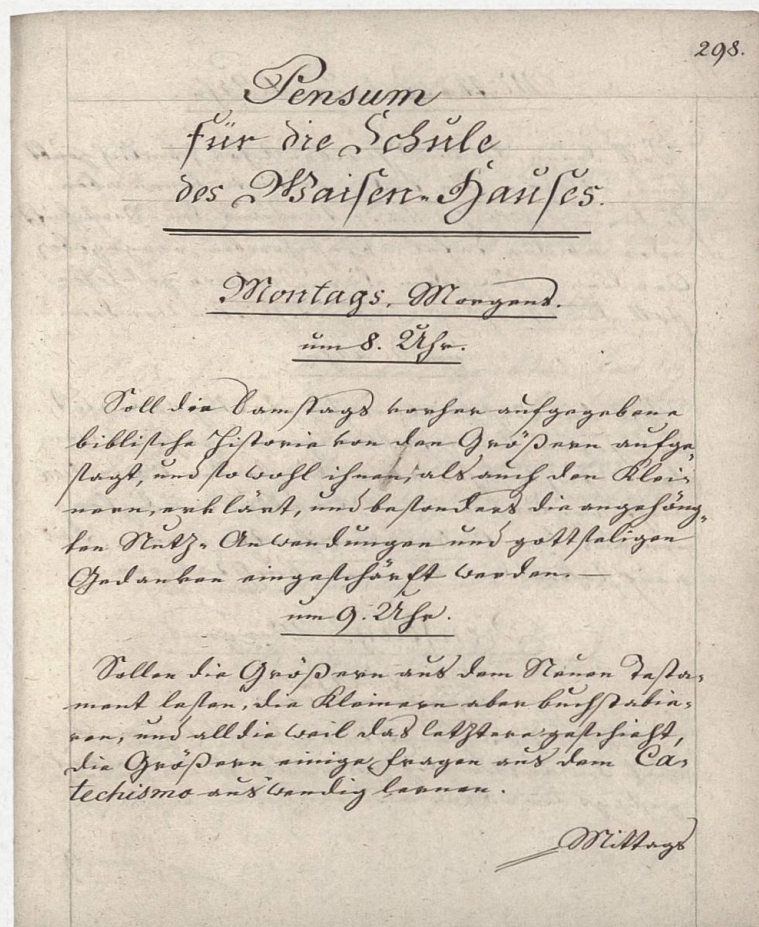 298.
Pensum
für die Schule
des Waisen-Hauses.
Montags, Morgens.
um 8. Uhr.
Soll die Samstags vorher aufgegebene
biblische Historie von den Größern aufge-
sagt, und sowohl ihnen, als auch den Klei-
nern, erklärt, und besonders die angehäng-
ten Nutz-Anwendungen und gottseligen
Gedanken eingeschärft werden. —
um 9. Uhr.
Sollen die Größern aus dem Neuen Testa-
ment lesen, die Kleinern aber buchstabie-
ren, und alldieweil das letztere geschieht,
die Größern einige Fragen aus dem Ca-
techismo auswendig lernen.
Mittags